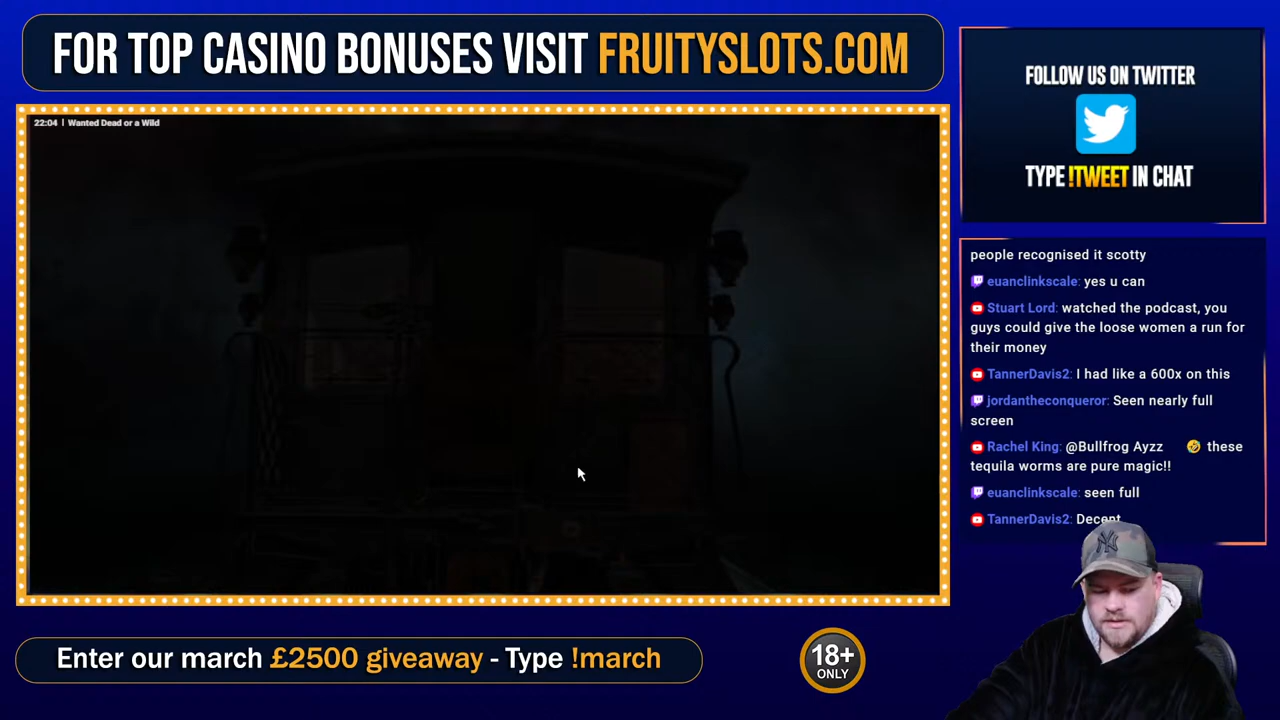 FOR TOP CASINO BONUSES VISIT FRUITYSLOTS.COM
22:04 | Wanted Dead or a Wild
FOLLOW US ON TWITTER
TYPE !TWEET IN CHAT
people recognised it scotty
euanclinkscale: yes u can
Stuart Lord: watched the podcast, you
guys could give the loose women a run for
their money
TannerDavis2: I had like a 600x on this
jordantheconqueror: Seen nearly full
screen
Rachel King: @Bullfrog Ayzz 🤣 these
tequila worms are pure magic!!
euanclinkscale: seen full
TannerDavis2: Decent
Enter our march £2500 giveaway - Type !march
18+
ONLY